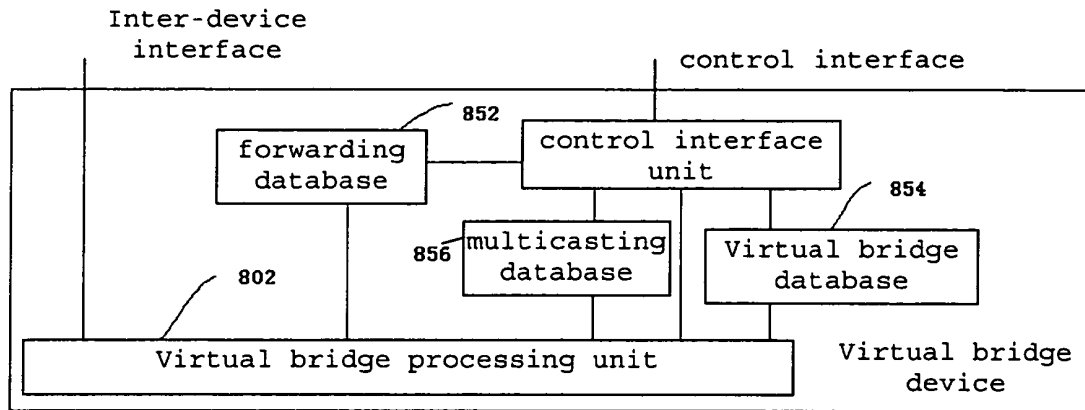 Inter-device
interface
control interface
852
forwarding
database
control interface
unit
854
856
multicasting
database
Virtual bridge
database
802
Virtual bridge processing unit
Virtual bridge
device